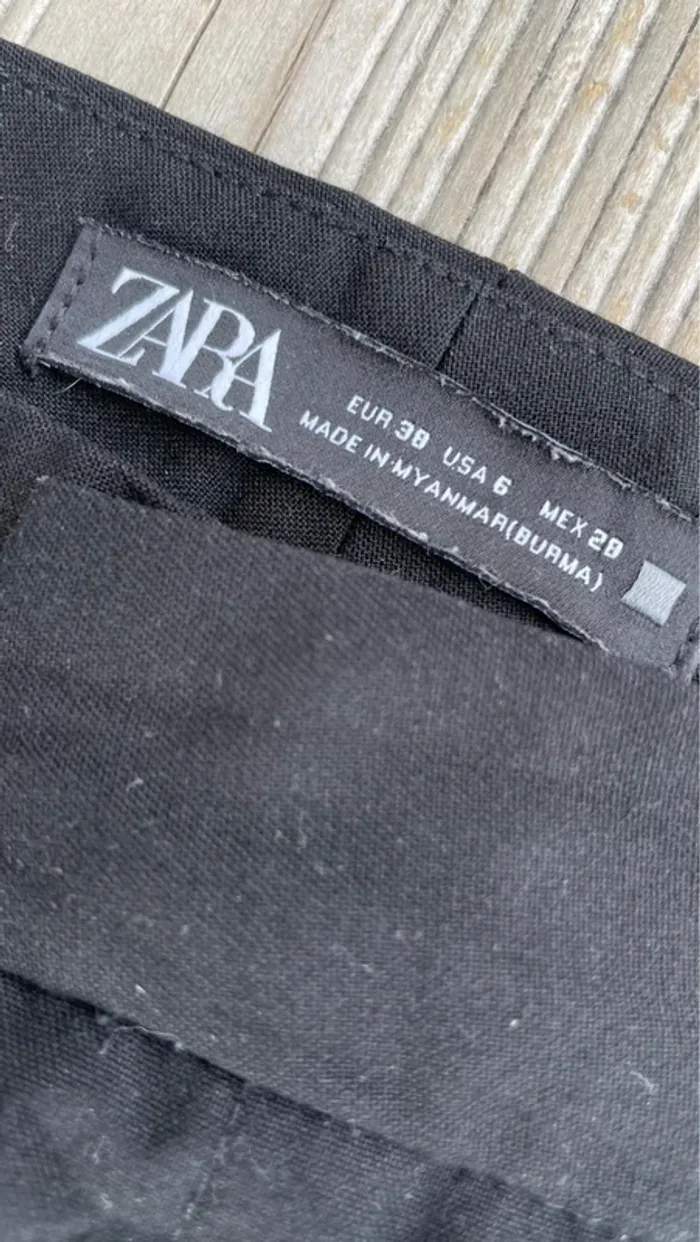 ZARA
EUR 38 USA 6 MEX 28
MADE IN MYANMAR(BURMA)